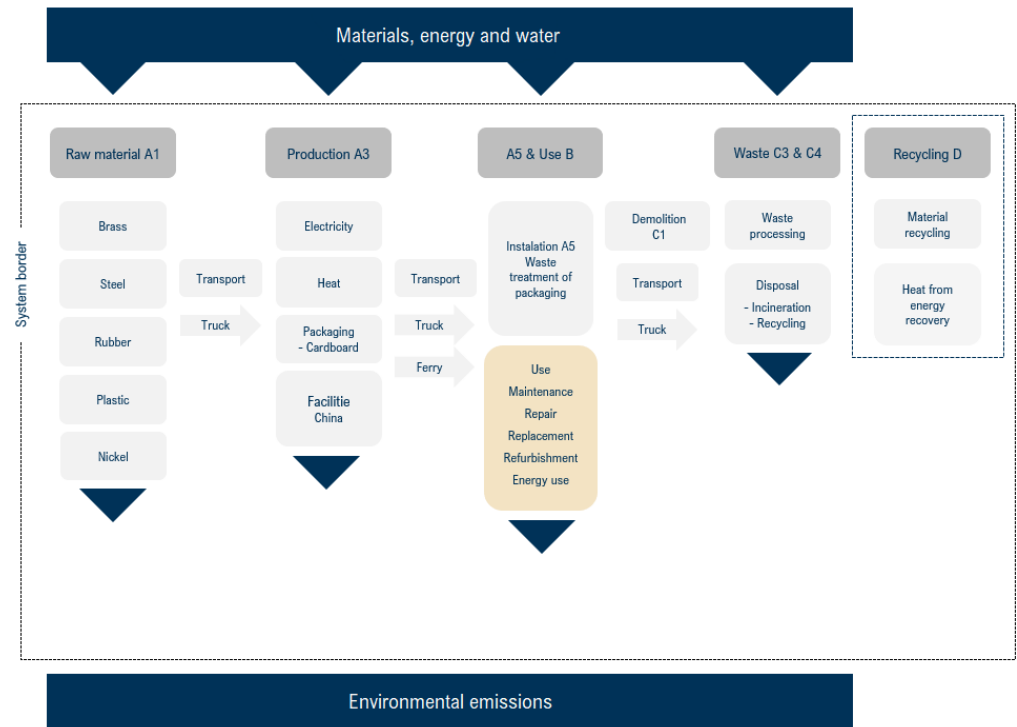 Materials, energy and water
System border
Raw material A1
Brass
Steel
Rubber
Plastic
Nickel
Transport
Truck
Production A3
Electricity
Heat
Packaging
- Cardboard
Facilitie
China
Transport
Truck
Ferry
A5 & Use B
Instalation A5
Waste
treatment of
packaging
Use
Maintenance
Repair
Replacement
Refurbishment
Energy use
Demolition
C1
Transport
Truck
Waste C3 & C4
Waste
processing
Disposal
- Incineration
- Recycling
Recycling D
Material
recycling
Heat from
energy
recovery
Environmental emissions